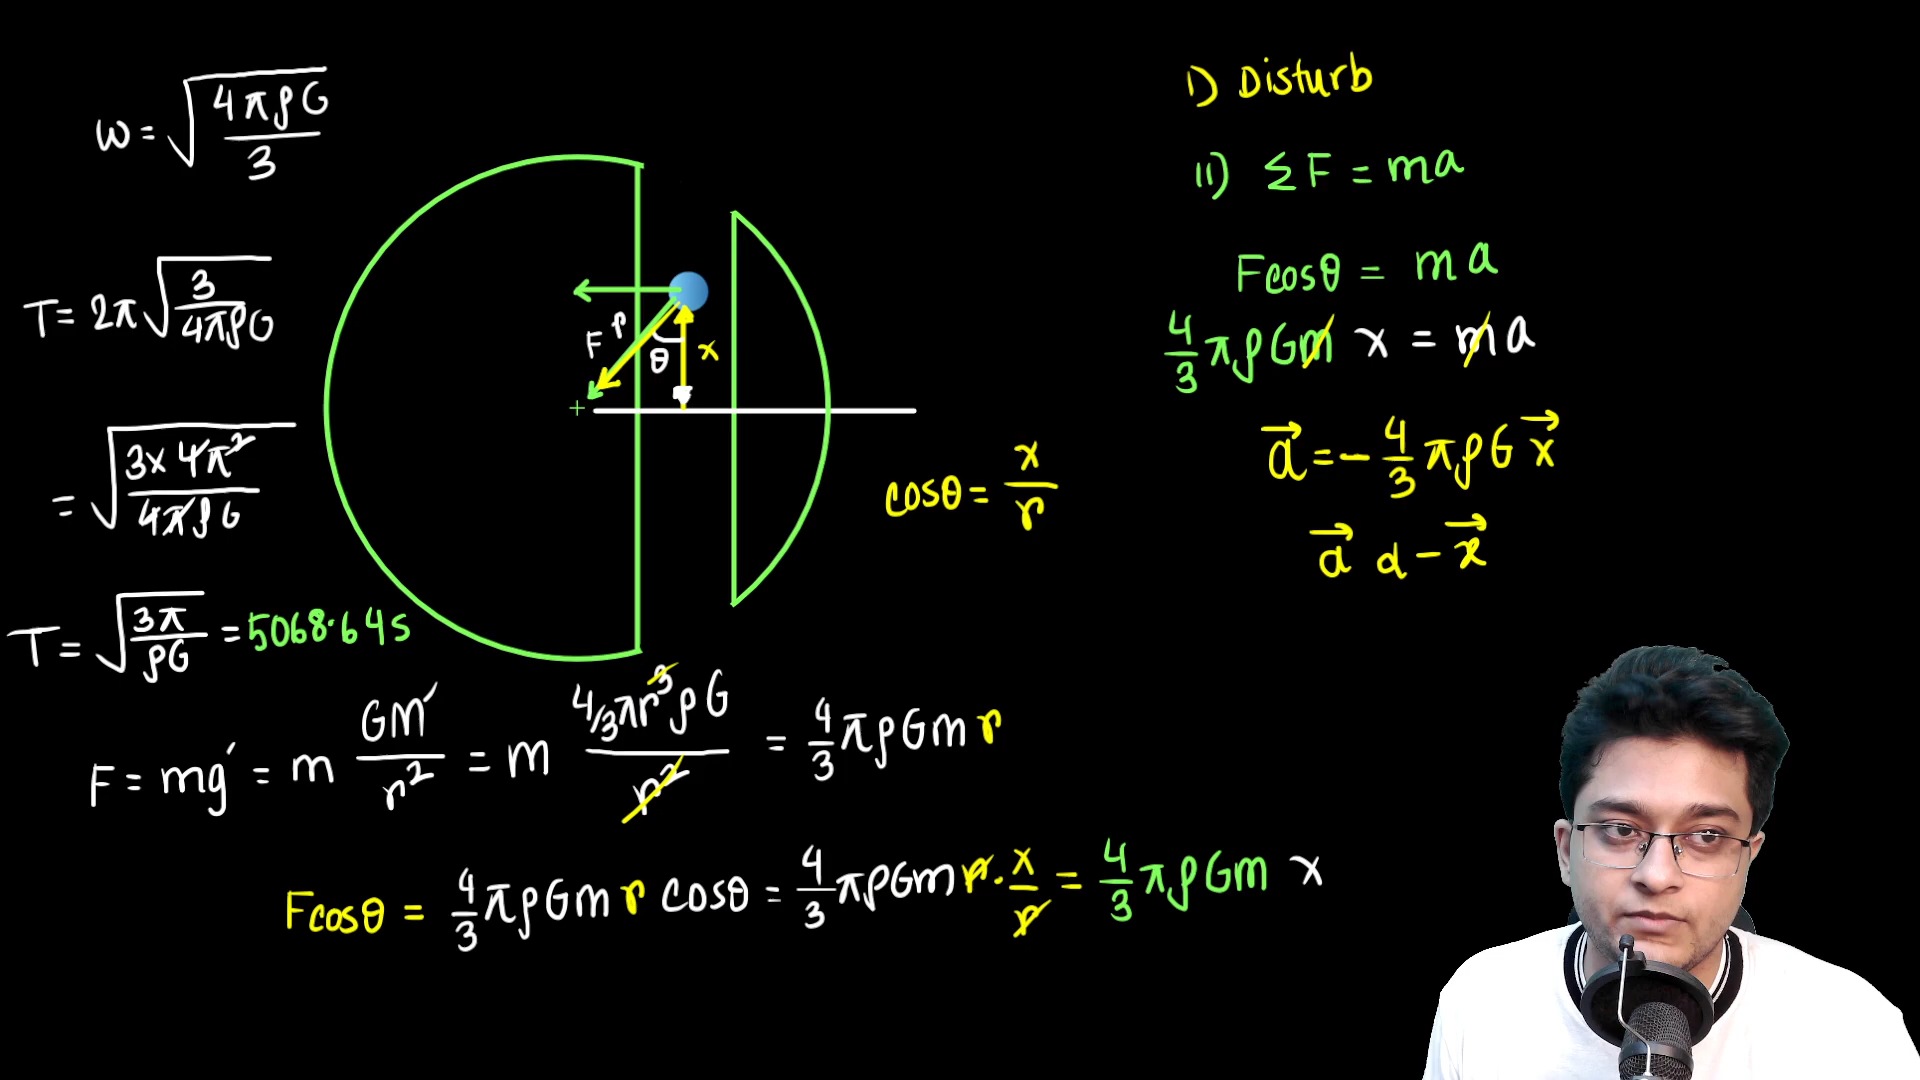 ω = √(4πρG/3)
T = 2π√(3/4πρG)
= √(3×4π²/4πρG)
T = √(3π/ρG) = 5068.64s
F r
θ x
+
cosθ = x/r
I) Disturb
II) ΣF = ma
Fcosθ = ma
4/3 πρGm x = ma
a⃗ = - 4/3 πρG x⃗
a⃗ α - x⃗
F = mg' = m GM'/r² = m 4/3πr³ρG/r² = 4/3 πρGm r
Fcosθ = 4/3 πρGm r cosθ = 4/3 πρGm r · x/r = 4/3 πρGm x